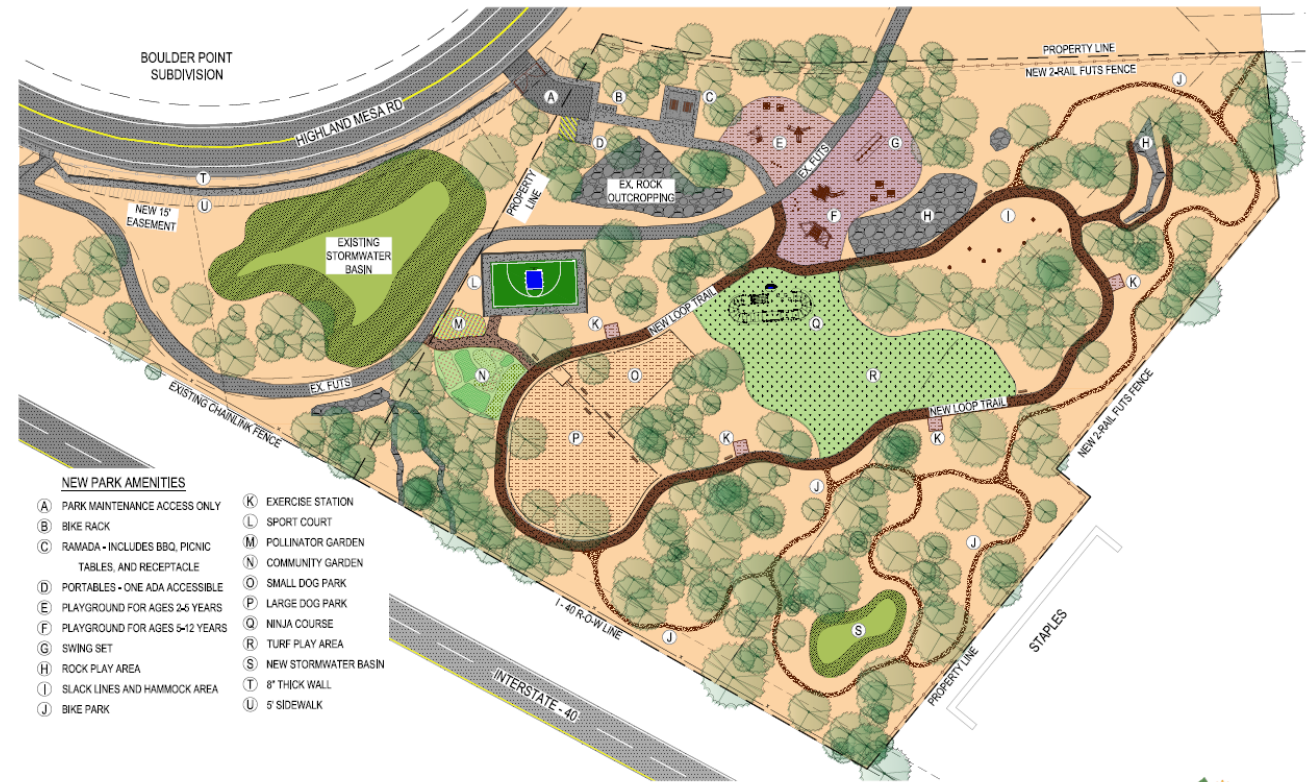 BOULDER POINT
SUBDIVISION
HIGHLAND MESA RD
PROPERTY LINE
NEW 2-RAIL FUTS FENCE
J
A
B
C
D
E
G
H
EX. FUTS
EX. ROCK
OUTCROPPING
T
U
NEW 15'
EASEMENT
PROPERTY
LINE
EXISTING
STORMWATER
BASIN
F
H
I
L
K
K
NEW LOOP TRAIL
M
Q
N
O
R
EX. FUTS
EXISTING CHAINLINK FENCE
NEW LOOP TRAIL
NEW 2-RAIL FUTS FENCE
P
K
K
J
J
J
S
I-40 R-O-W LINE
PROPERTY LINE
STAPLES
INTERSTATE - 40
NEW PARK AMENITIES
A PARK MAINTENANCE ACCESS ONLY
B BIKE RACK
C RAMADA - INCLUDES BBQ, PICNIC
TABLES, AND RECEPTACLE
D PORTABLES - ONE ADA ACCESSIBLE
E PLAYGROUND FOR AGES 2-5 YEARS
F PLAYGROUND FOR AGES 5-12 YEARS
G SWING SET
H ROCK PLAY AREA
I SLACK LINES AND HAMMOCK AREA
J BIKE PARK
K EXERCISE STATION
L SPORT COURT
M POLLINATOR GARDEN
N COMMUNITY GARDEN
O SMALL DOG PARK
P LARGE DOG PARK
Q NINJA COURSE
R TURF PLAY AREA
S NEW STORMWATER BASIN
T 8" THICK WALL
U 5' SIDEWALK